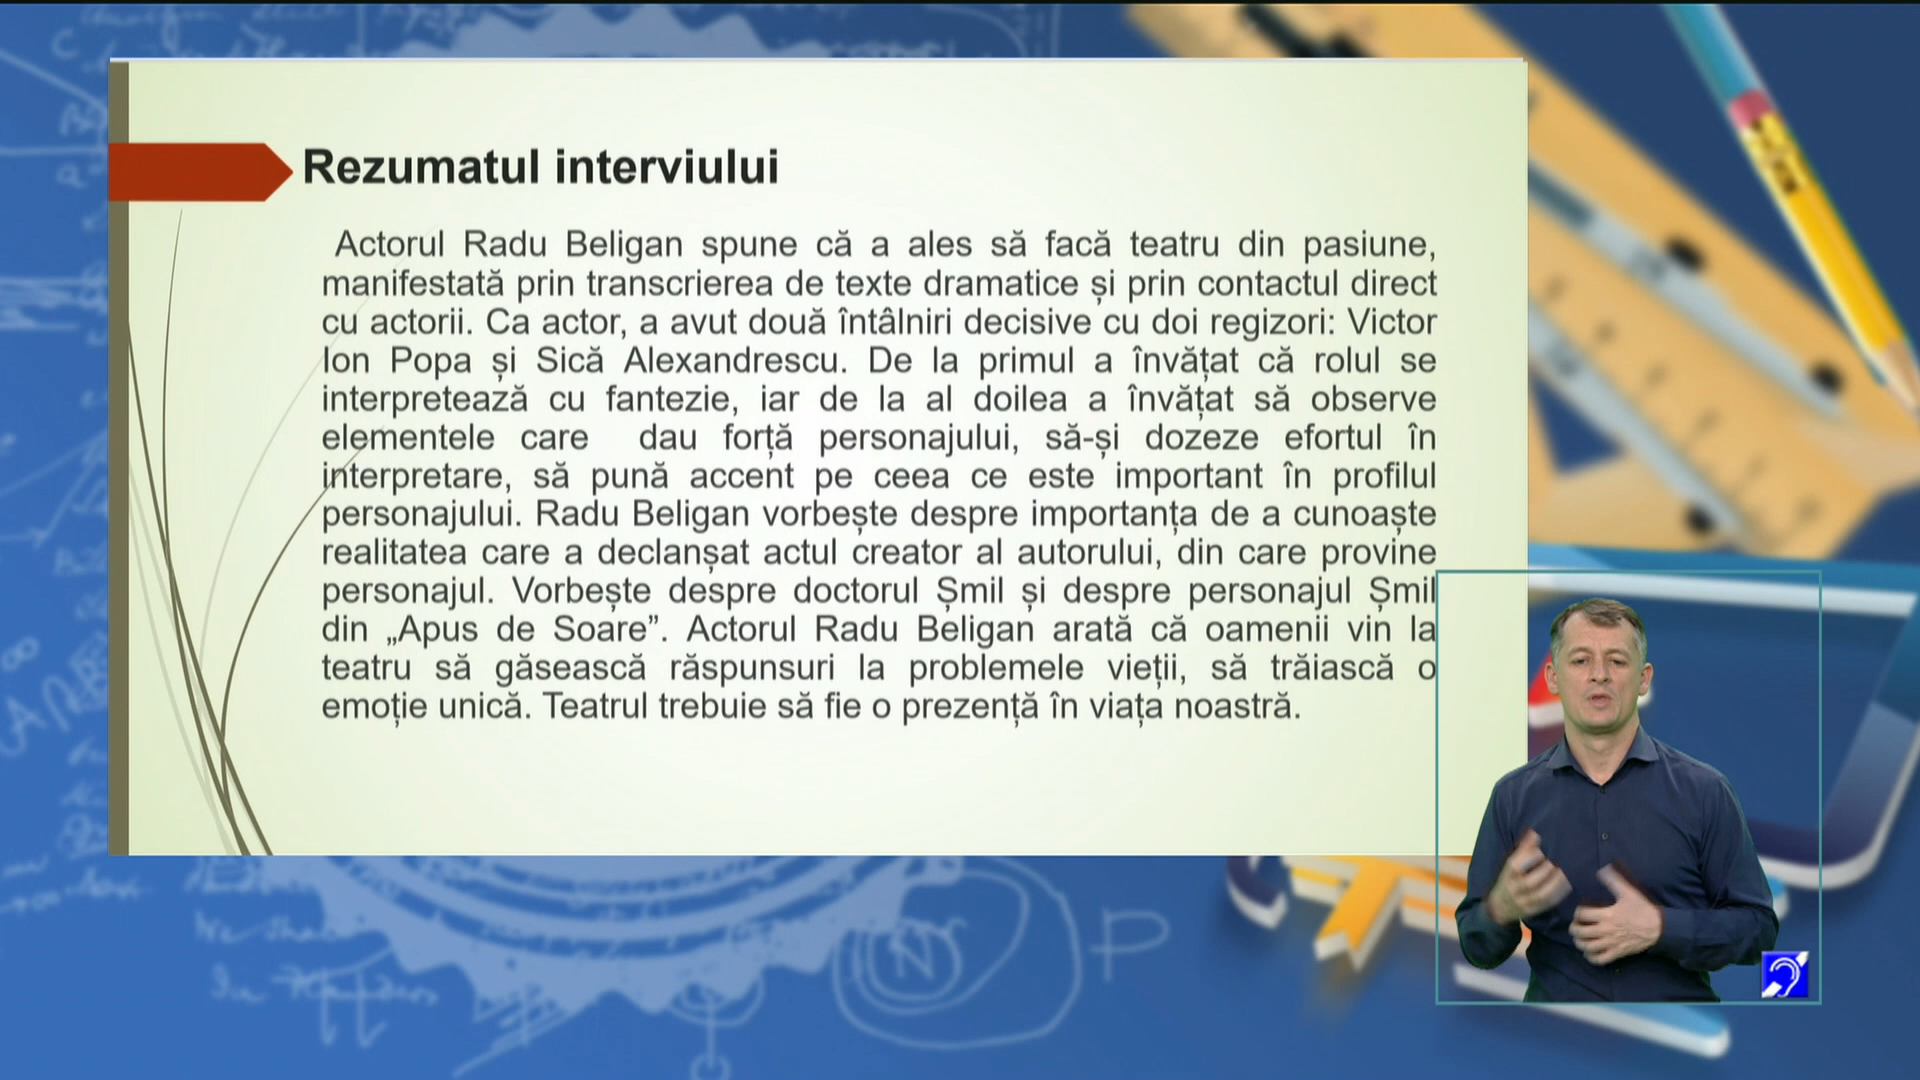 Rezumatul interviului
Actorul Radu Beligan spune că a ales să facă teatru din pasiune,
manifestată prin transcrierea de texte dramatice și prin contactul direct
cu actorii. Ca actor, a avut două întâlniri decisive cu doi regizori: Victor
Ion Popa și Sică Alexandrescu. De la primul a învățat că rolul se
interpretează cu fantezie, iar de la al doilea a învățat să observe
elementele care dau forță personajului, să-și dozeze efortul în
interpretare, să pună accent pe ceea ce este important în profilul
personajului. Radu Beligan vorbește despre importanța de a cunoaște
realitatea care a declanșat actul creator al autorului, din care provine
personajul. Vorbește despre doctorul Șmil și despre personajul Șmil
din „Apus de Soare”. Actorul Radu Beligan arată că oamenii vin la
teatru să găsească răspunsuri la problemele vieții, să trăiască o
emoție unică. Teatrul trebuie să fie o prezență în viața noastră.
N
P